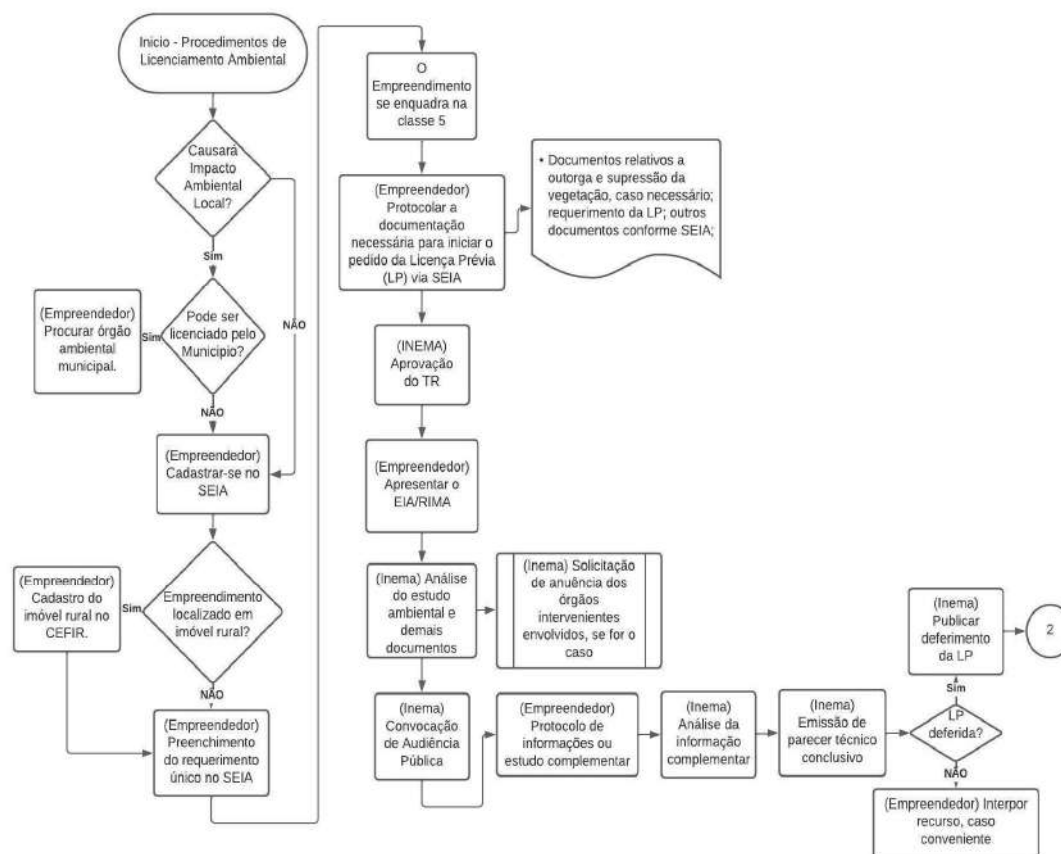 Inicio - Procedimentos de
Licenciamento Ambiental
Causará
Impacto
Ambiental
Local?
Sim
NÃO
Pode ser
licenciado pelo
Municipio?
Sim
(Empreendedor)
Procurar órgão
ambiental
municipal.
NÃO
(Empreendedor)
Cadastrar-se no
SEIA
Empreendimento
localizado em
imóvel rural?
Sim
(Empreendedor)
Cadastro do
imóvel rural no
CEFIR.
NÃO
(Empreendedor)
Preenchimento
do requerimento
único no SEIA
O
Empreendimento
se enquadra na
classe 5
(Empreendedor)
Protocolar a
documentação
necessária para iniciar o
pedido da Licença Prévia
(LP) via SEIA
• Documentos relativos a
outorga e supressão da
vegetação, caso necessário;
requerimento da LP; outros
documentos conforme SEIA;
(INEMA)
Aprovação
do TR
(Empreendedor)
Apresentar o
EIA/RIMA
(Inema) Análise
do estudo
ambiental e
demais
documentos
(Inema) Solicitação
de anuência dos
órgãos
intervenientes
envolvidos, se for o
caso
(Inema)
Convocação
de Audiência
Pública
(Empreendedor)
Protocolo de
informações ou
estudo complementar
(Inema)
Análise da
informação
complementar
(Inema)
Emissão de
parecer técnico
conclusivo
LP
deferida?
Sim
(Inema)
Publicar
deferimento
da LP
2
NÃO
(Empreendedor) Interpor
recurso, caso
conveniente